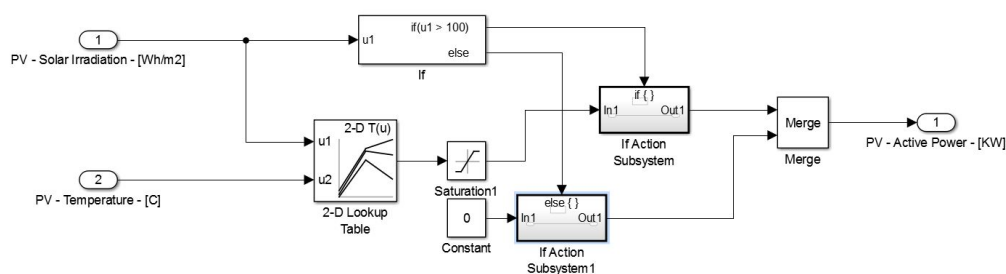 1
PV - Solar Irradiation - [Wh/m2]
u1
if(u1 > 100)
else
If
2
PV - Temperature - [C]
2-D T(u)
u1
u2
2-D Lookup
Table
Saturation1
0
Constant
if { }
In1
Out1
If Action
Subsystem
else { }
In1
Out1
If Action
Subsystem1
Merge
Merge
1
PV - Active Power - [KW]